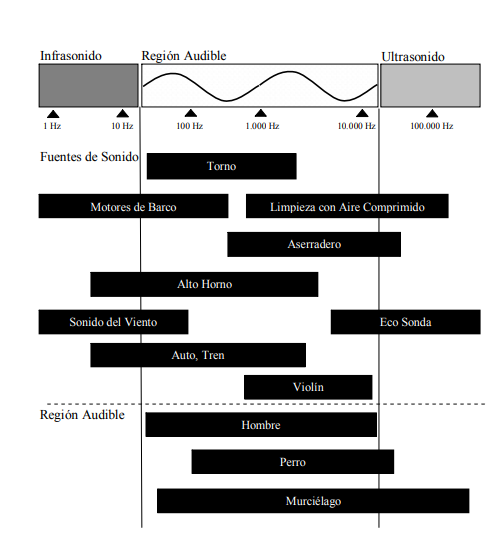 Infrasonido
Región Audible
Ultrasonido
1 Hz
10 Hz
100 Hz
1.000 Hz
10.000 Hz
100.000 Hz
Fuentes de Sonido
Torno
Motores de Barco
Limpieza con Aire Comprimido
Aserradero
Alto Horno
Sonido del Viento
Eco Sonda
Auto, Tren
Violín
Región Audible
Hombre
Perro
Murciélago